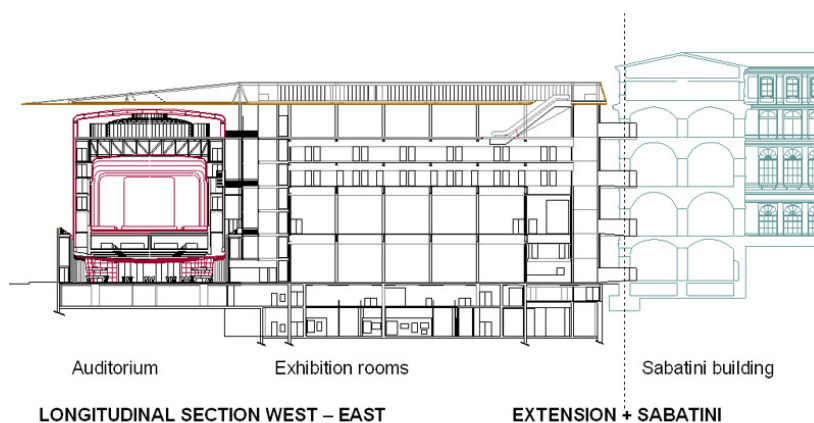 Auditorium
Exhibition rooms
Sabatini building
LONGITUDINAL SECTION WEST – EAST
EXTENSION + SABATINI